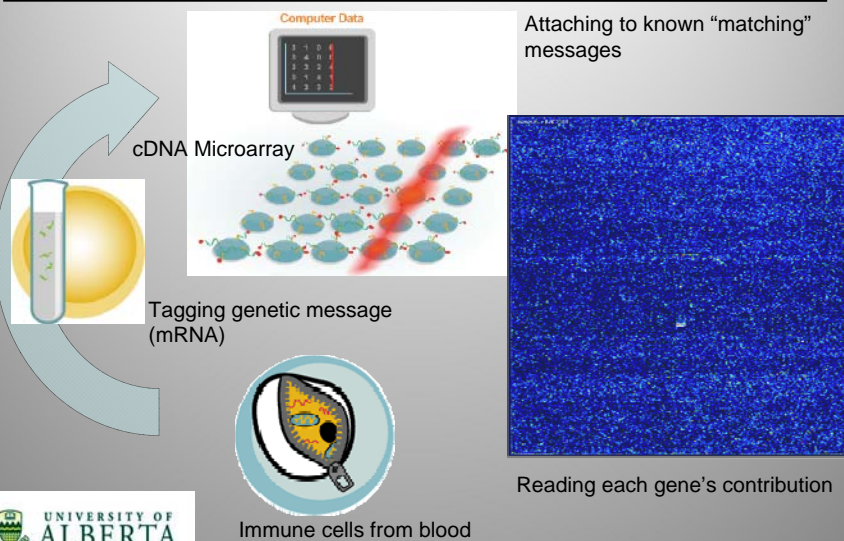 Computer Data
Attaching to known “matching”
messages
cDNA Microarray
Tagging genetic message
(mRNA)
Reading each gene’s contribution
Immune cells from blood
UNIVERSITY OF
ALBERTA